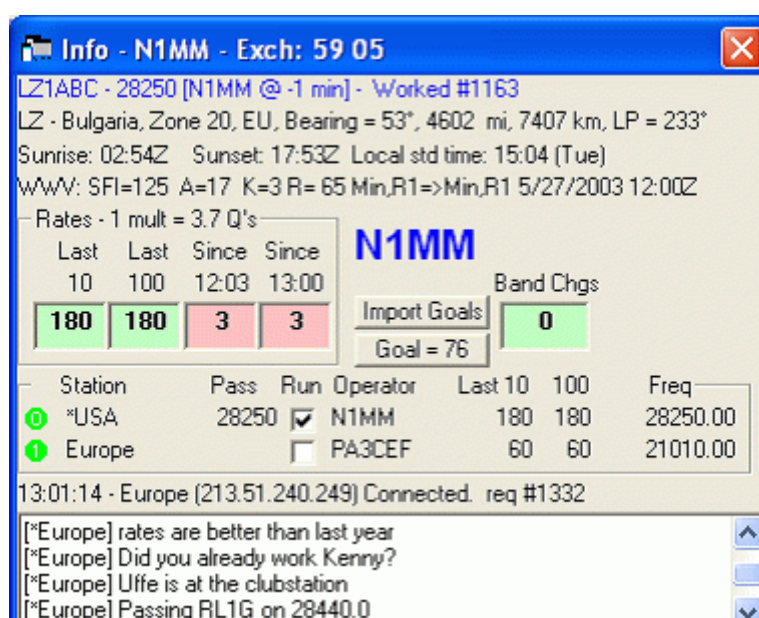 Info - N1MM - Exch: 59 05
LZ1ABC - 28250 [N1MM @ -1 min] - Worked #1163
LZ - Bulgaria, Zone 20, EU, Bearing = 53°, 4602 mi, 7407 km, LP = 233°
Sunrise: 02:54Z Sunset: 17:53Z Local std time: 15:04 (Tue)
WWV: SFI=125 A=17 K=3 R= 65 Min,R1=>Min,R1 5/27/2003 12:00Z
Rates - 1 mult = 3.7 Q's
Last Last Since Since
10 100 12:03 13:00
180 180 3 3
N1MM
Import Goals
Goal = 76
Band Chgs
0
Station Pass Run Operator Last 10 100 Freq
0 *USA 28250 N1MM 180 180 28250.00
1 Europe PA3CEF 60 60 21010.00
13:01:14 - Europe (213.51.240.249) Connected. req #1332
[*Europe] rates are better than last year
[*Europe] Did you already work Kenny?
[*Europe] Uffe is at the clubstation
[*Europe] Passing RL1G on 28440.0